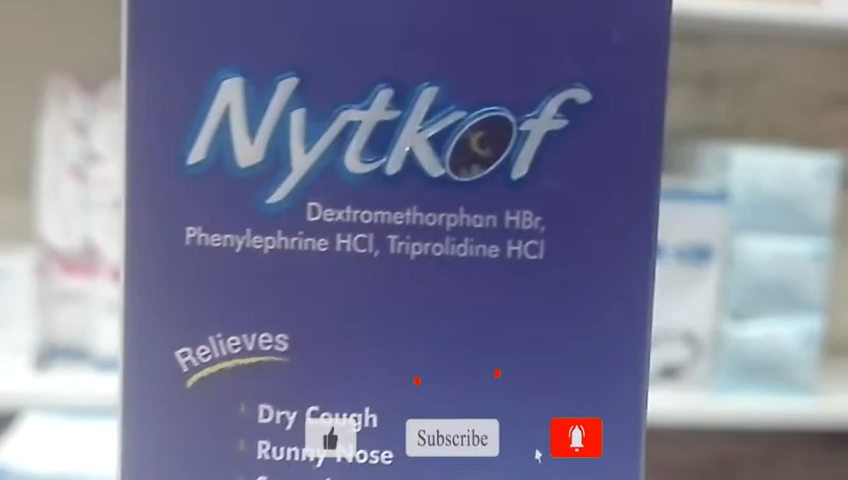 Nytkof
Dextromethorphan HBr,
Phenylephrine HCl, Triprolidine HCl
Relieves
Dry Cough
Runny Nose
Subscribe